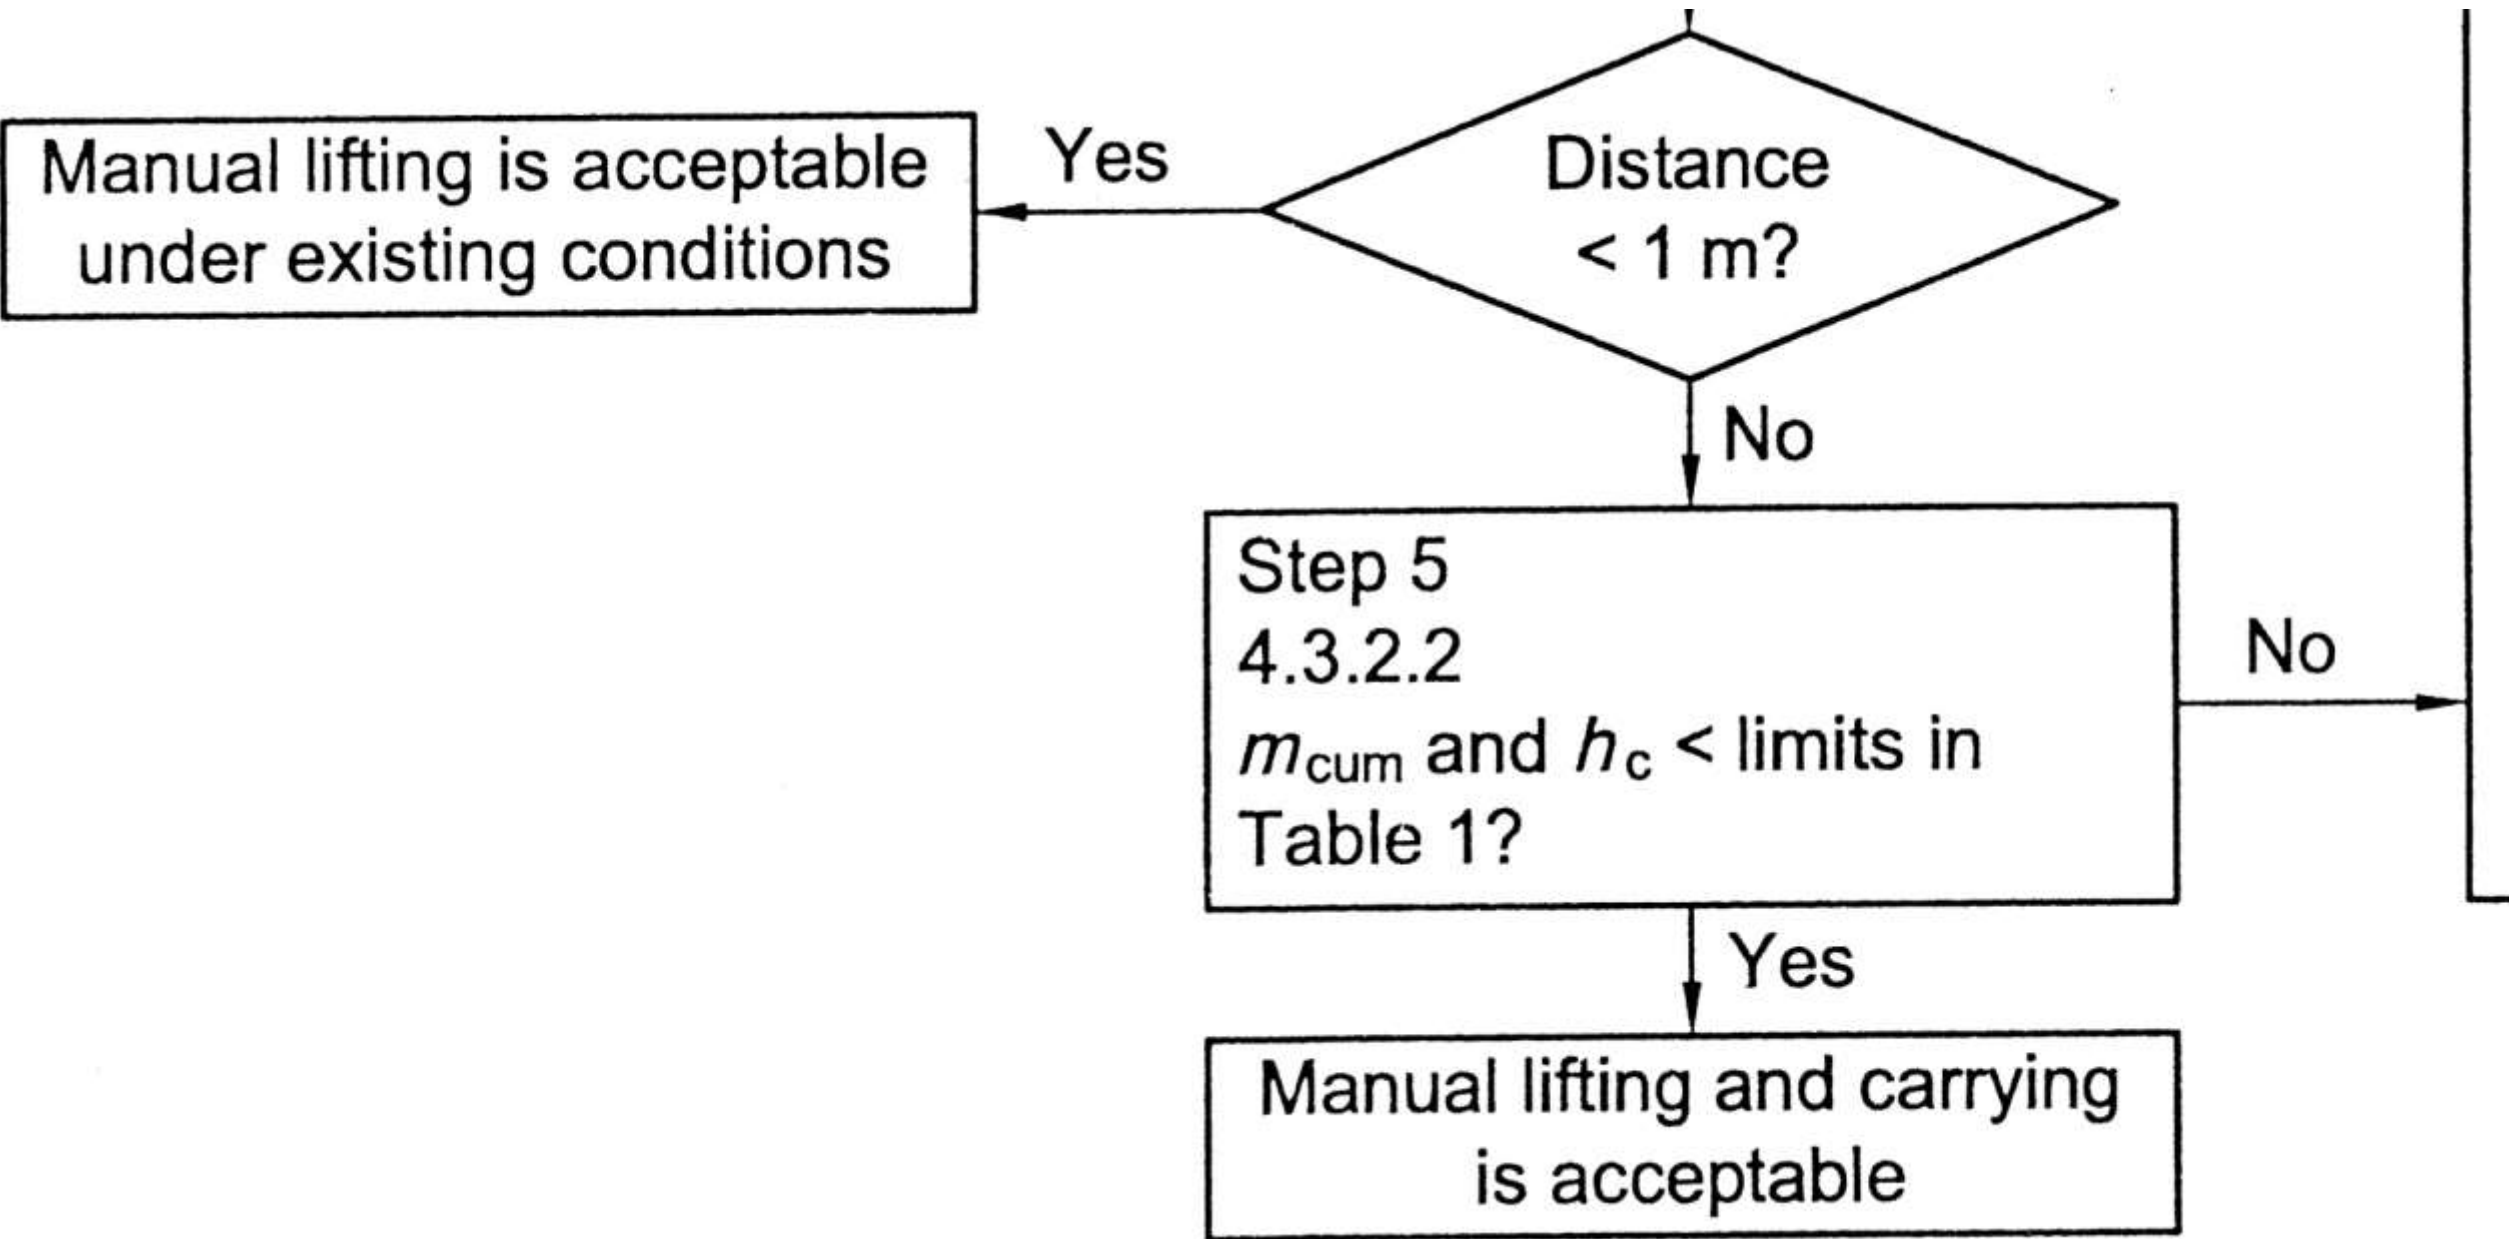 Distance
< 1 m?
Yes
Manual lifting is acceptable
under existing conditions
No
Step 5
4.3.2.2
mcum and hc < limits in
Table 1?
No
Yes
Manual lifting and carrying
is acceptable